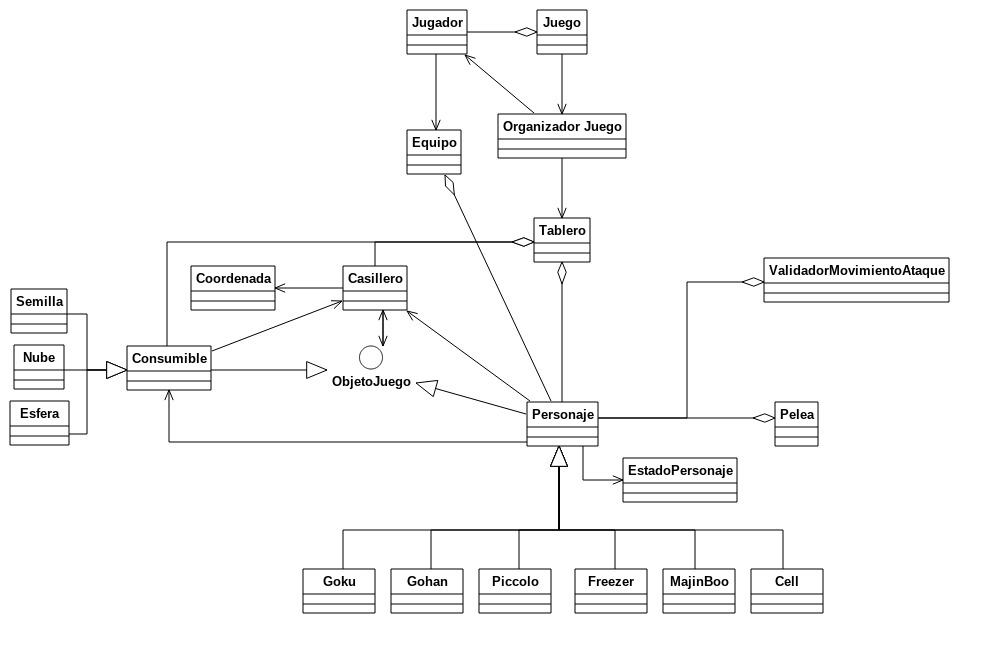 Jugador
Juego
Organizador Juego
Equipo
Tablero
ValidadorMovimientoAtaque
Coordenada
Casillero
Semilla
Nube
Consumible
ObjetoJuego
Esfera
Personaje
Pelea
EstadoPersonaje
Goku
Gohan
Piccolo
Freezer
MajinBoo
Cell